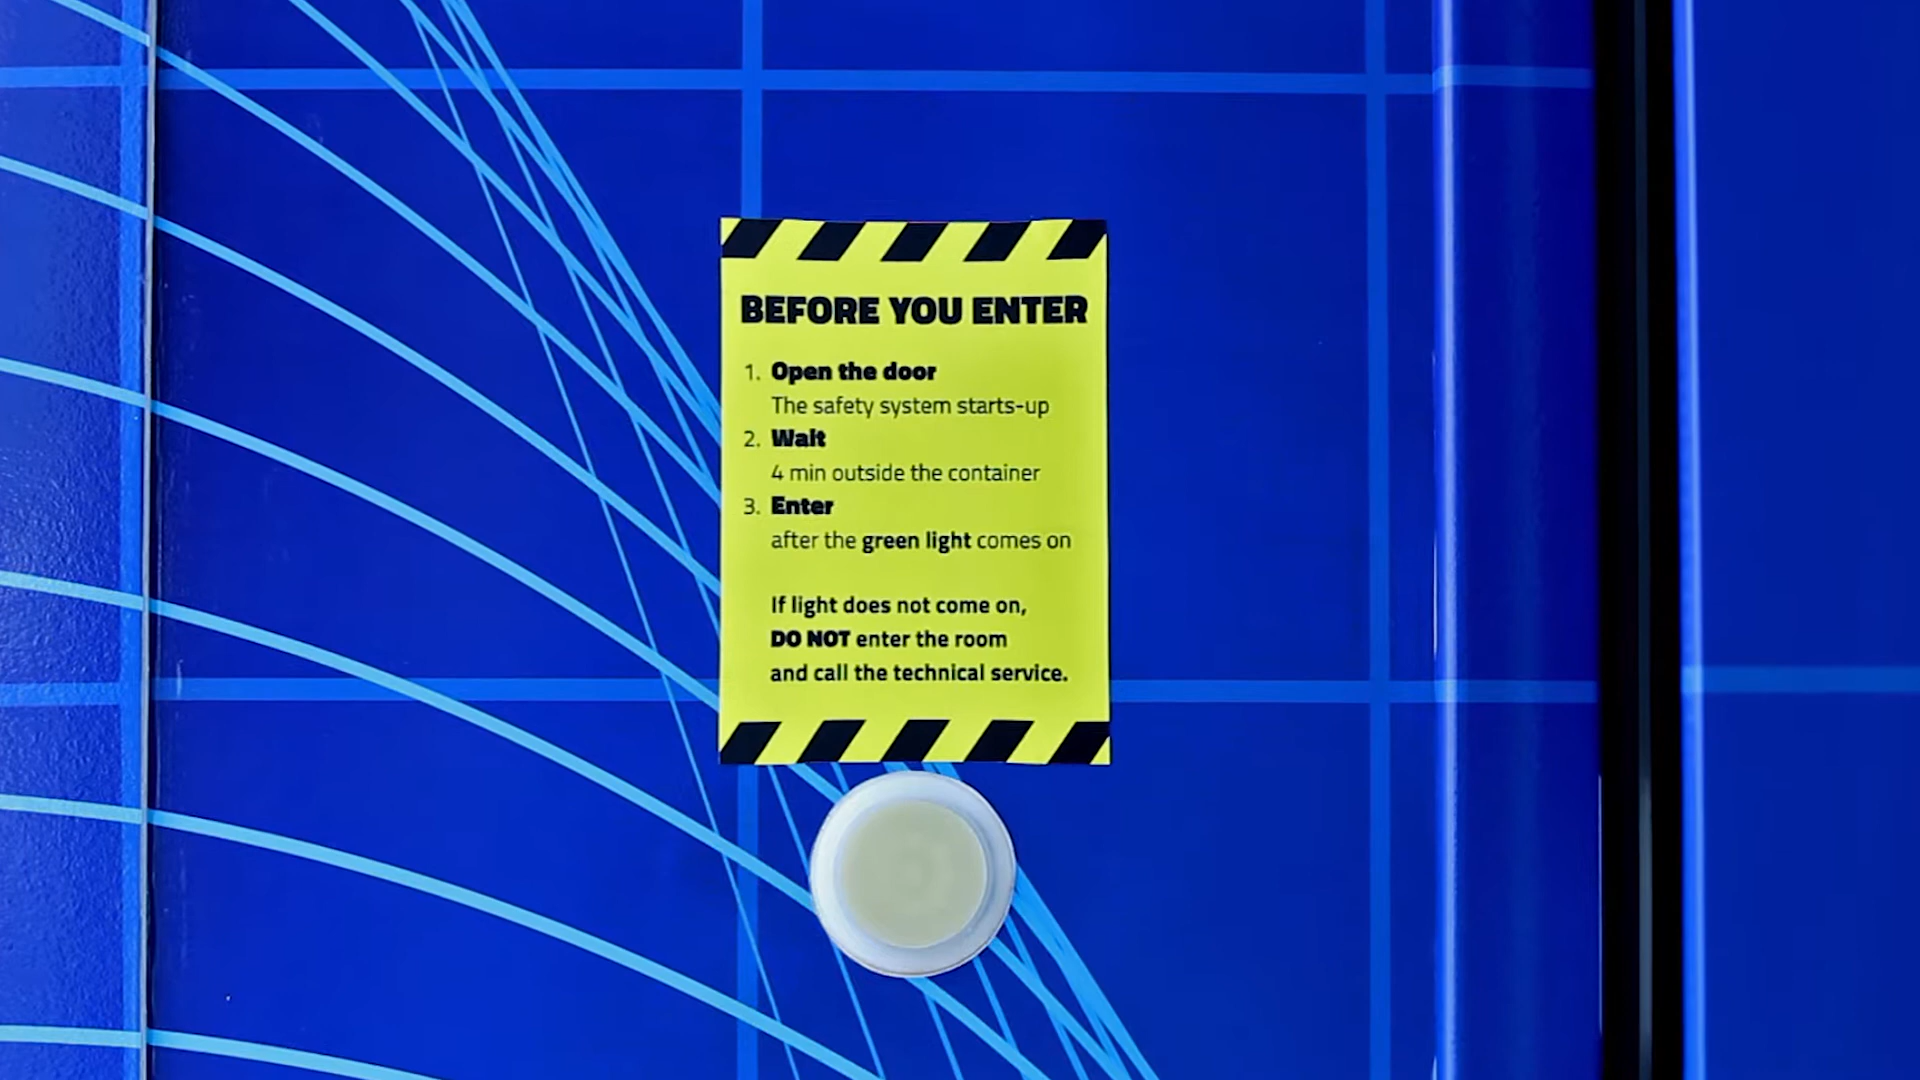 BEFORE YOU ENTER
1. Open the door
The safety system starts-up
2. Wait
4 min outside the container
3. Enter
after the green light comes on
If light does not come on,
DO NOT enter the room
and call the technical service.